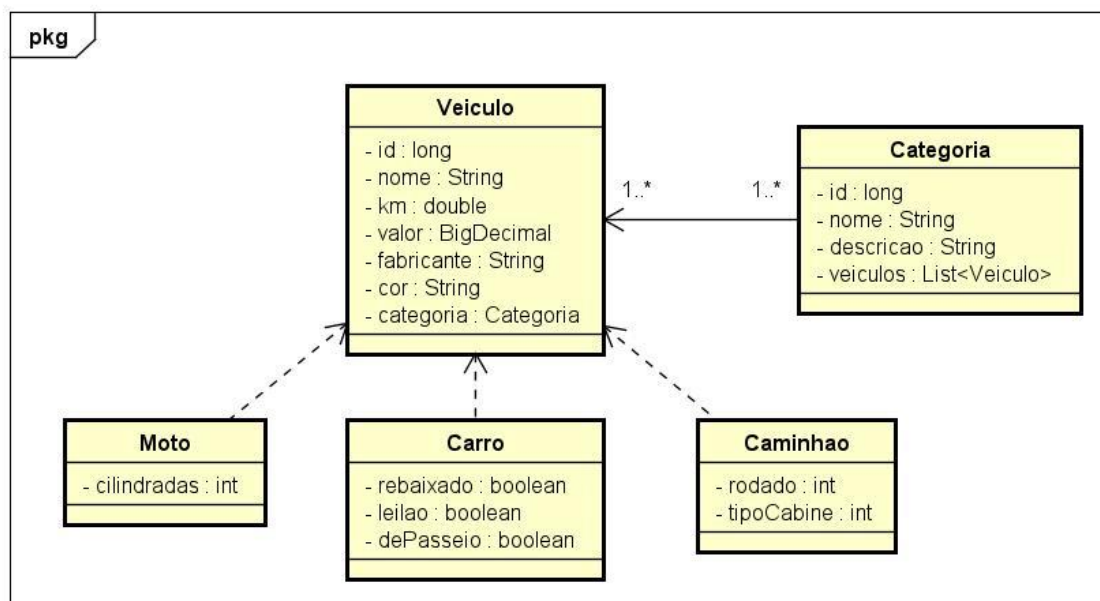 pkg
Veiculo
- id : long
- nome : String
- km : double
- valor : BigDecimal
- fabricante : String
- cor : String
- categoria : Categoria
1..*
1..*
Categoria
- id : long
- nome : String
- descricao : String
- veiculos : List<Veiculo>
Moto
- cilindradas : int
Carro
- rebaixado : boolean
- leilao : boolean
- dePasseio : boolean
Caminhao
- rodado : int
- tipoCabine : int